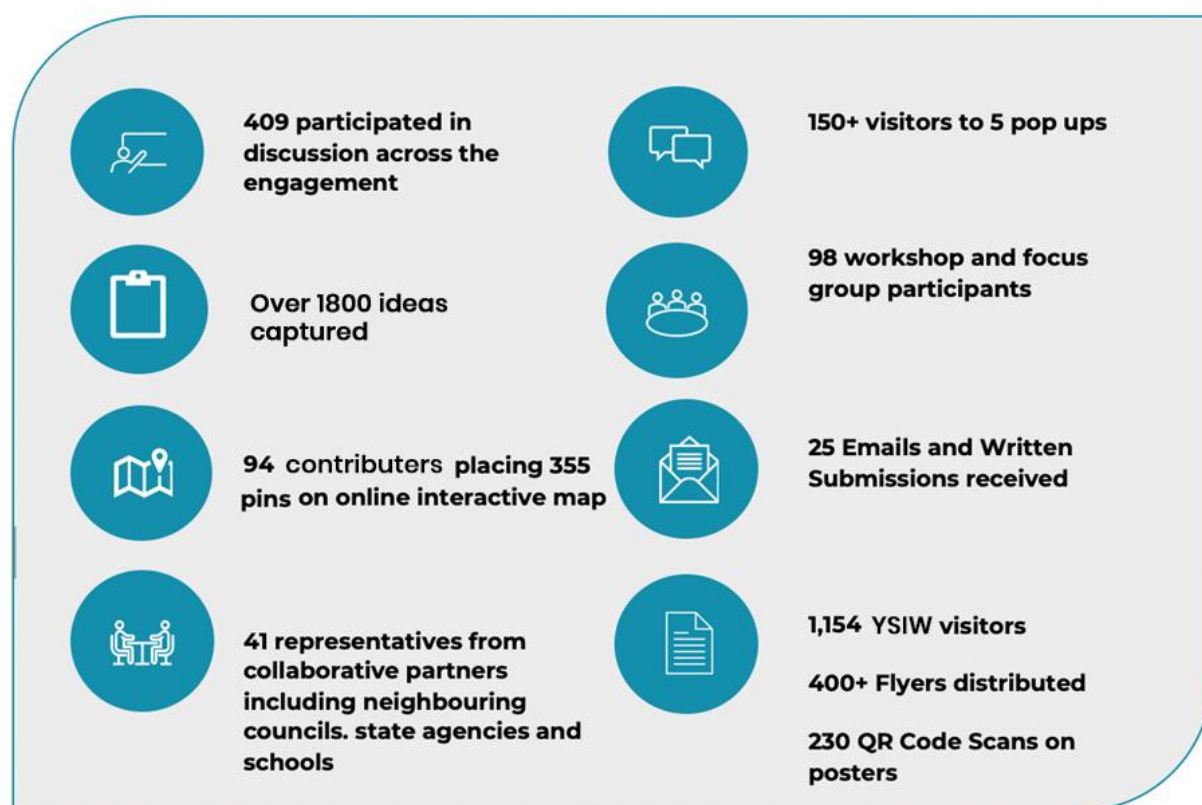 409 participated in
discussion across the
engagement
150+ visitors to 5 pop ups
Over 1800 ideas
captured
98 workshop and focus
group participants
94 contributers placing 355
pins on online interactive map
25 Emails and Written
Submissions received
41 representatives from
collaborative partners
including neighbouring
councils. state agencies and
schools
1,154 YSIW visitors
400+ Flyers distributed
230 QR Code Scans on
posters